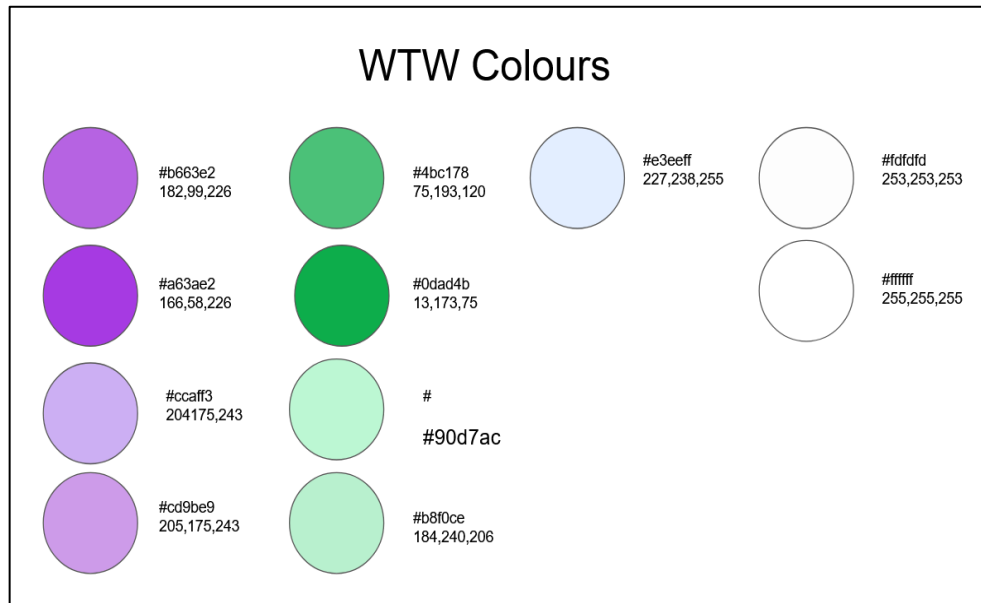 WTW Colours
#b663e2
182,99,226
#4bc178
75,193,120
#e3eeff
227,238,255
#fdfdfd
253,253,253
#a63ae2
166,58,226
#0dad4b
13,173,75
#ffffff
255,255,255
#ccaff3
204175,243
#
#90d7ac
#cd9be9
205,175,243
#b8f0ce
184,240,206